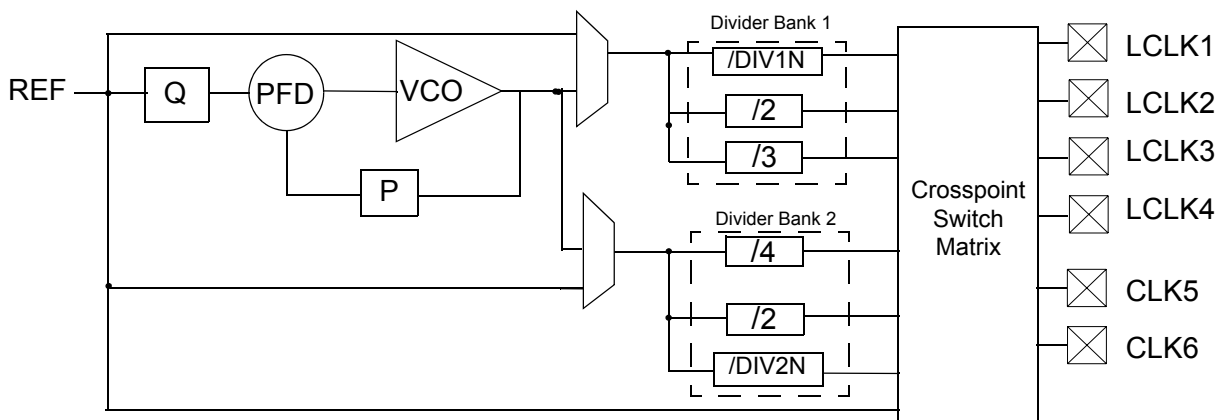 Divider Bank 1
REF
Q
PFD
VCO
P
/DIV1N
/2
/3
Divider Bank 2
/4
/2
/DIV2N
Crosspoint
Switch
Matrix
LCLK1
LCLK2
LCLK3
LCLK4
CLK5
CLK6